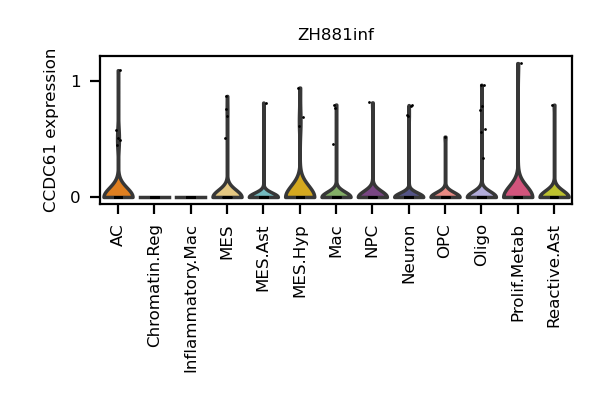 ZH881inf
CCDC61 expression
1
0
AC
Chromatin.Reg
Inflammatory.Mac
MES
MES.Ast
MES.Hyp
Mac
NPC
Neuron
OPC
Oligo
Prolif.Metab
Reactive.Ast